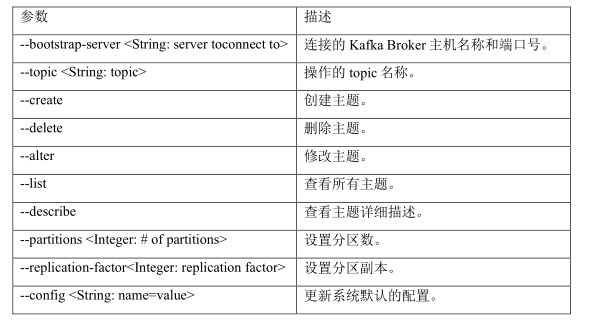 参数 描述
--bootstrap-server <String: server toconnect to> 连接的 Kafka Broker 主机名称和端口号。
--topic <String: topic> 操作的 topic 名称。
--create 创建主题。
--delete 删除主题。
--alter 修改主题。
--list 查看所有主题。
--describe 查看主题详细描述。
--partitions <Integer: # of partitions> 设置分区数。
--replication-factor<Integer: replication factor> 设置分区副本。
--config <String: name=value> 更新系统默认的配置。